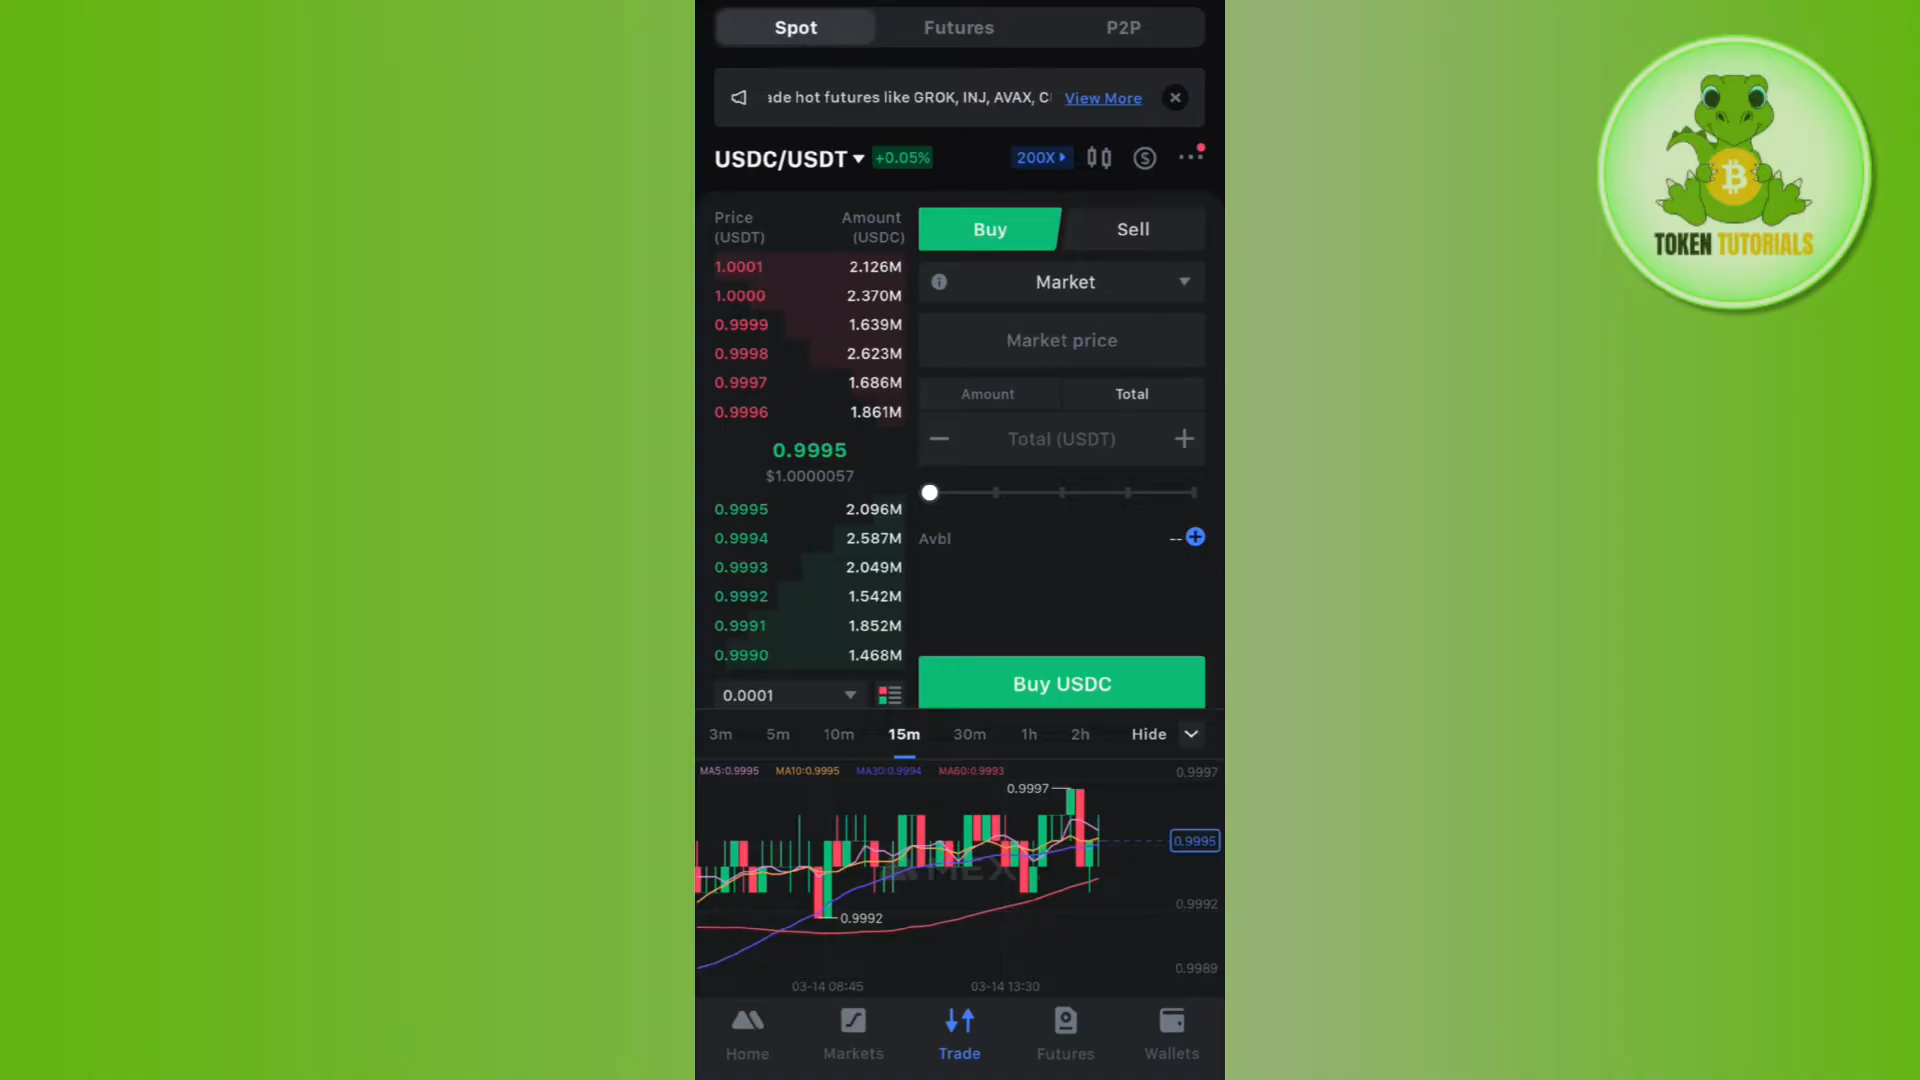 Spot Futures P2P
ade hot futures like GROK, INJ, AVAX, C View More
USDC/USDT +0.05% 200X
Price Amount
(USDT) (USDC)
Buy Sell
1.0001 2.126M
1.0000 2.370M
0.9999 1.639M
0.9998 2.623M
0.9997 1.686M
0.9996 1.861M
0.9995
$1.0000057
0.9995 2.096M
0.9994 2.587M
0.9993 2.049M
0.9992 1.542M
0.9991 1.852M
0.9990 1.468M
0.0001
Market
Market price
Amount Total
Total (USDT)
Avbl --
Buy USDC
3m 5m 10m 15m 30m 1h 2h Hide
MA5:0.9995 MA10:0.9995 MA30:0.9994 MA60:0.9993
0.9997
0.9997
0.9995
MEXC
0.9992
0.9992
0.9989
03-14 08:45 03-14 13:30
Home Markets Trade Futures Wallets
TOKEN TUTORIALS